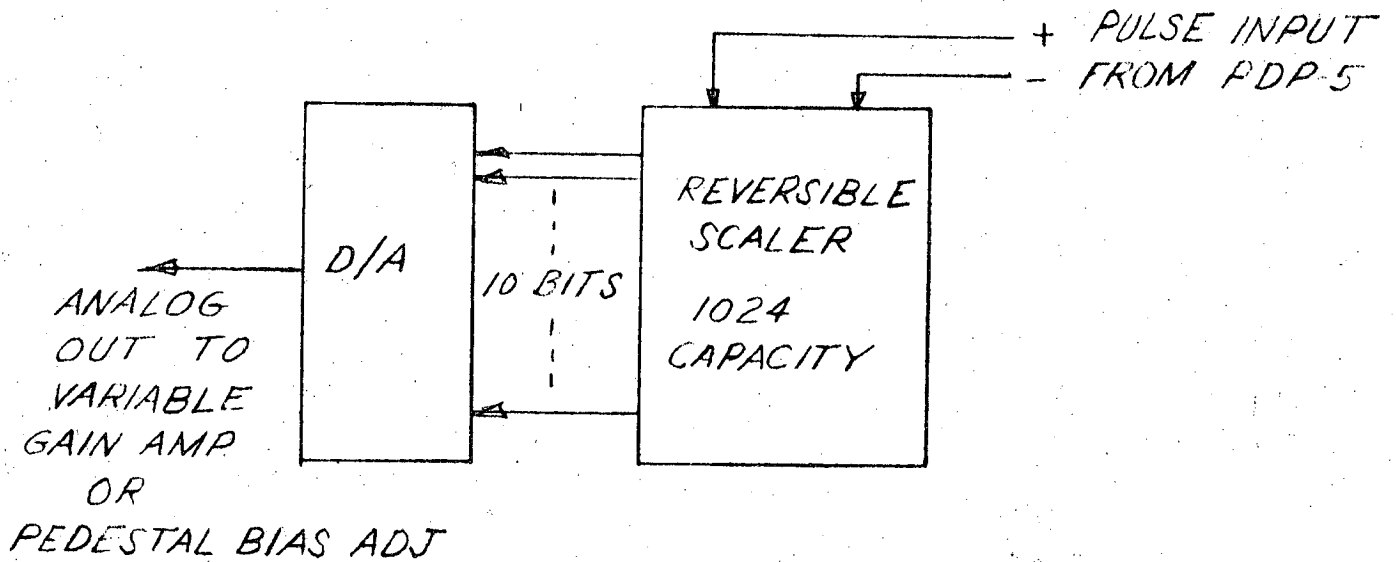 + PULSE INPUT
- FROM PDP-5
REVERSIBLE
SCALER
1024
CAPACITY
D/A
10 BITS
ANALOG
OUT TO
VARIABLE
GAIN AMP
OR
PEDESTAL BIAS ADJ